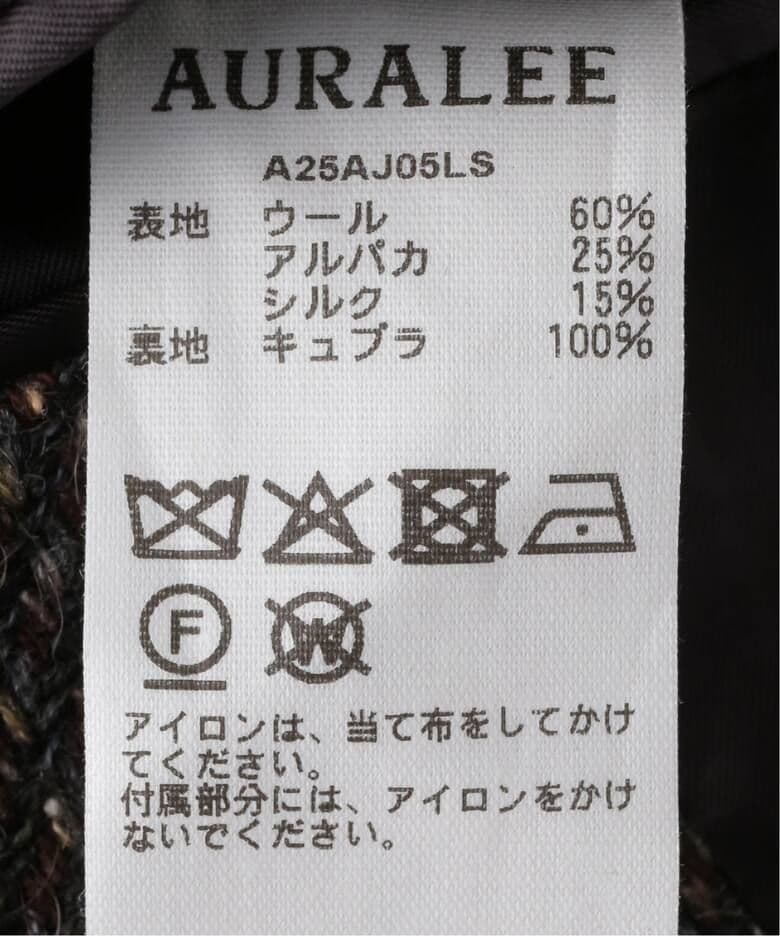 AURALEE
A25AJ05LS
表地 ウール 60%
アルパカ 25%
シルク 15%
裏地 キュプラ 100%
F
W
アイロンは、当て布をしてかけ
てください。
付属部分には、アイロンをかけ
ないでください。